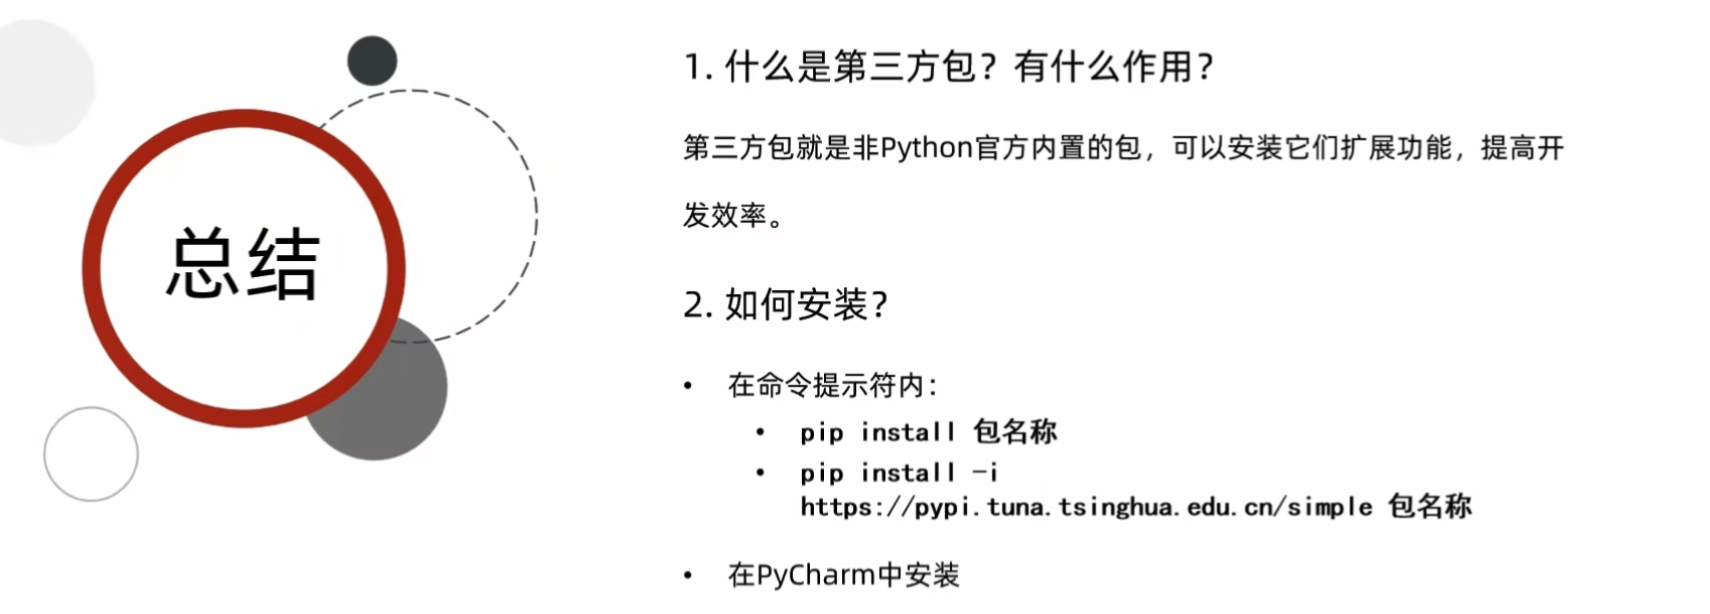 总结
1. 什么是第三方包？有什么作用？
第三方包就是非Python官方内置的包，可以安装它们扩展功能，提高开
发效率。
2. 如何安装？
• 在命令提示符内：
• pip install 包名称
• pip install -i
https://pypi.tuna.tsinghua.edu.cn/simple 包名称
• 在PyCharm中安装